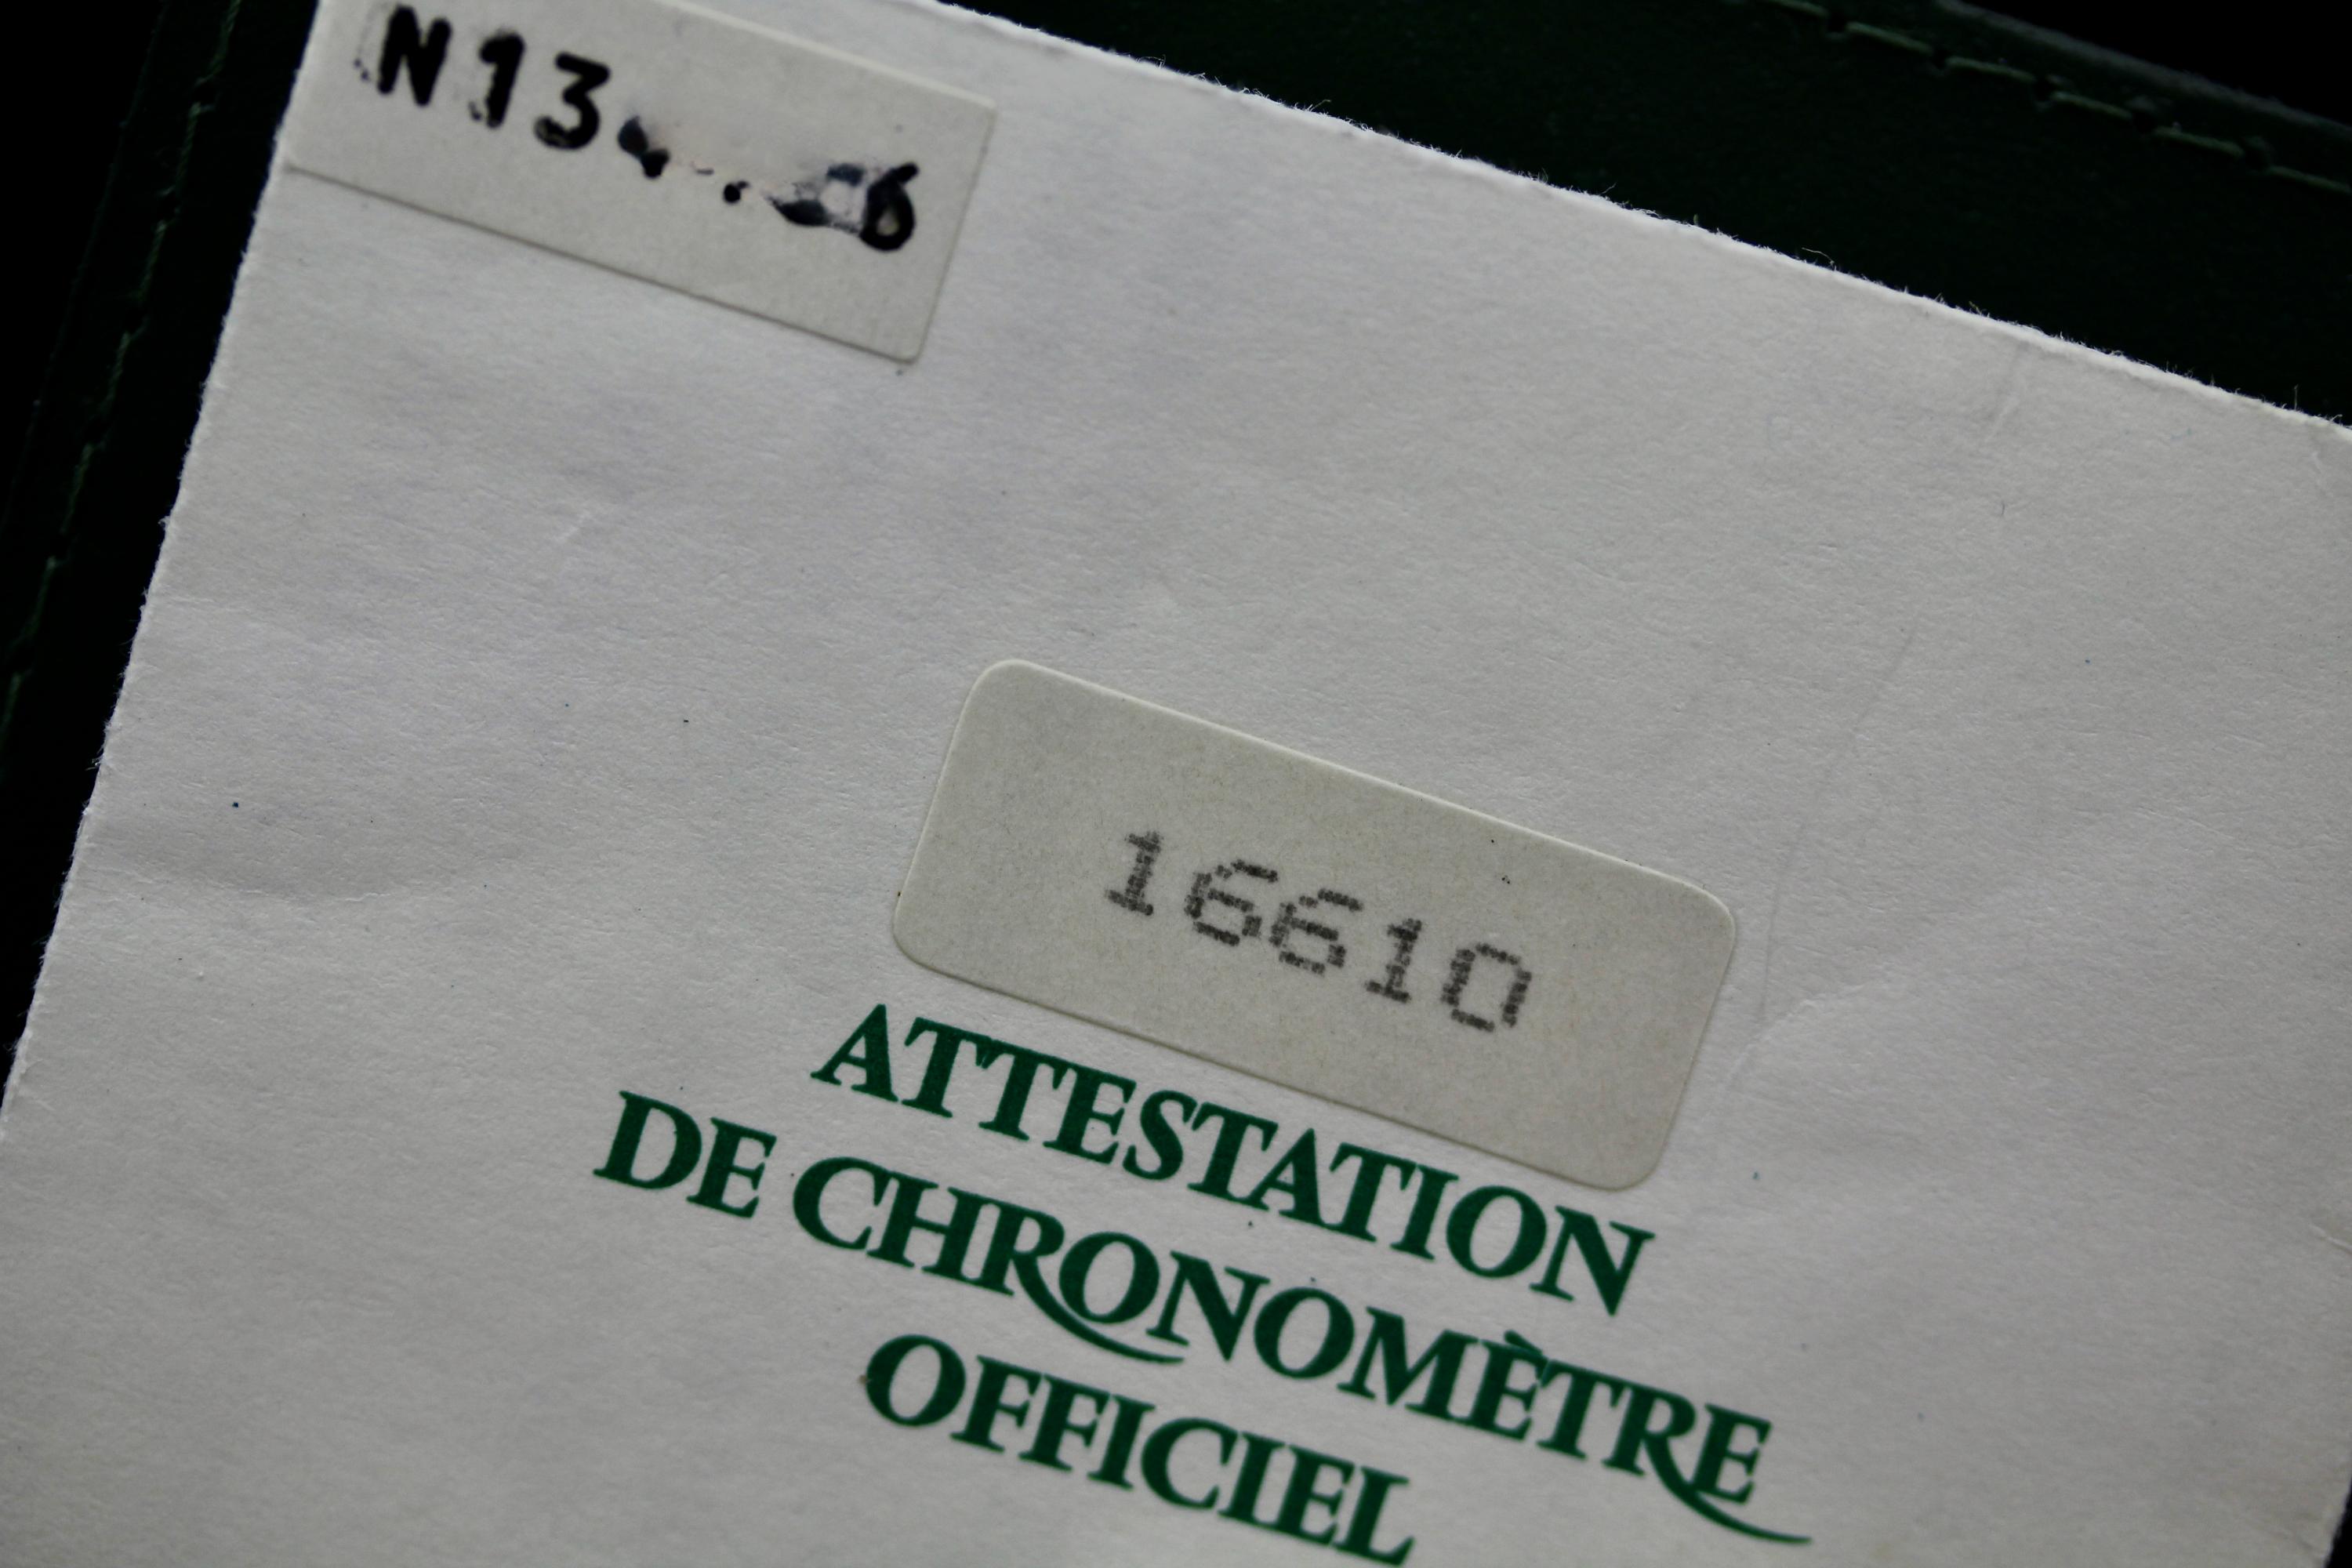 N13
16610
ATTESTATION
DE CHRONOMÈTRE
OFFICIEL